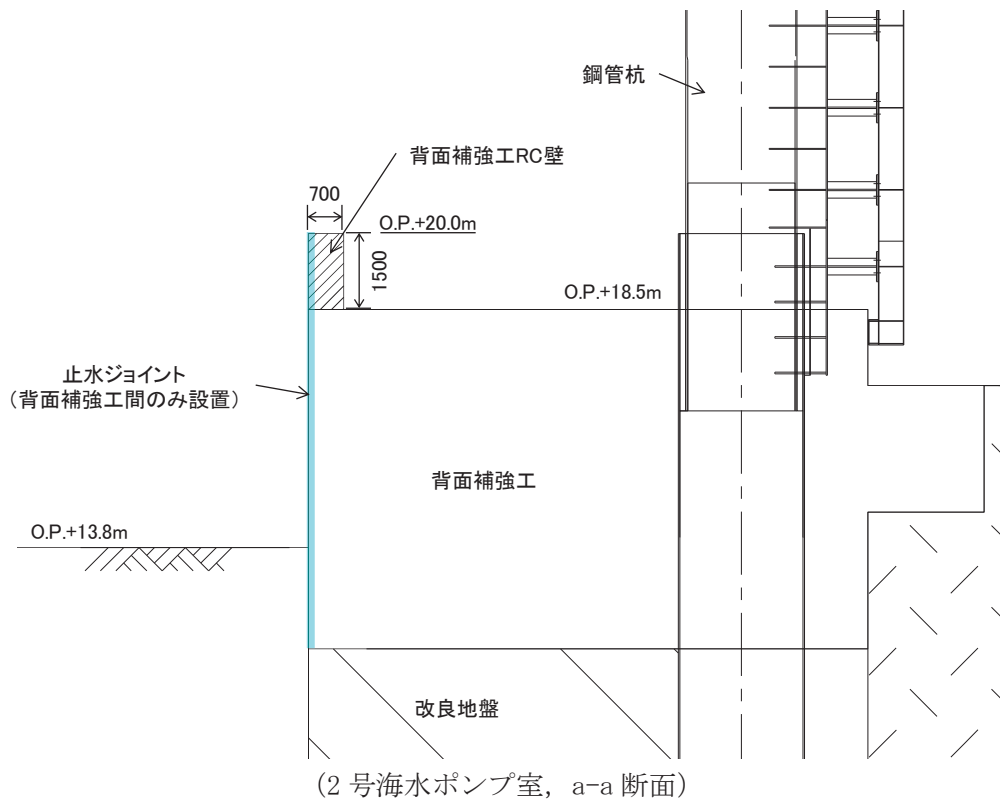 鋼管杭
背面補強工RC壁
700
O.P.+20.0m
1500
O.P.+18.5m
止水ジョイント
（背面補強工間のみ設置）
背面補強工
O.P.+13.8m
改良地盤
（2 号海水ポンプ室，a-a 断面）